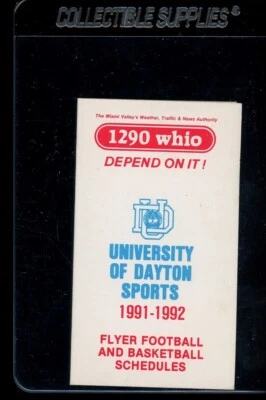 COLLECTIBLE SUPPLIES®
The Miami Valley's Weather, Traffic & News Authority
1290 whio
DEPEND ON IT!
UD
UNIVERSITY
OF DAYTON
SPORTS
1991-1992
FLYER FOOTBALL
AND BASKETBALL
SCHEDULES